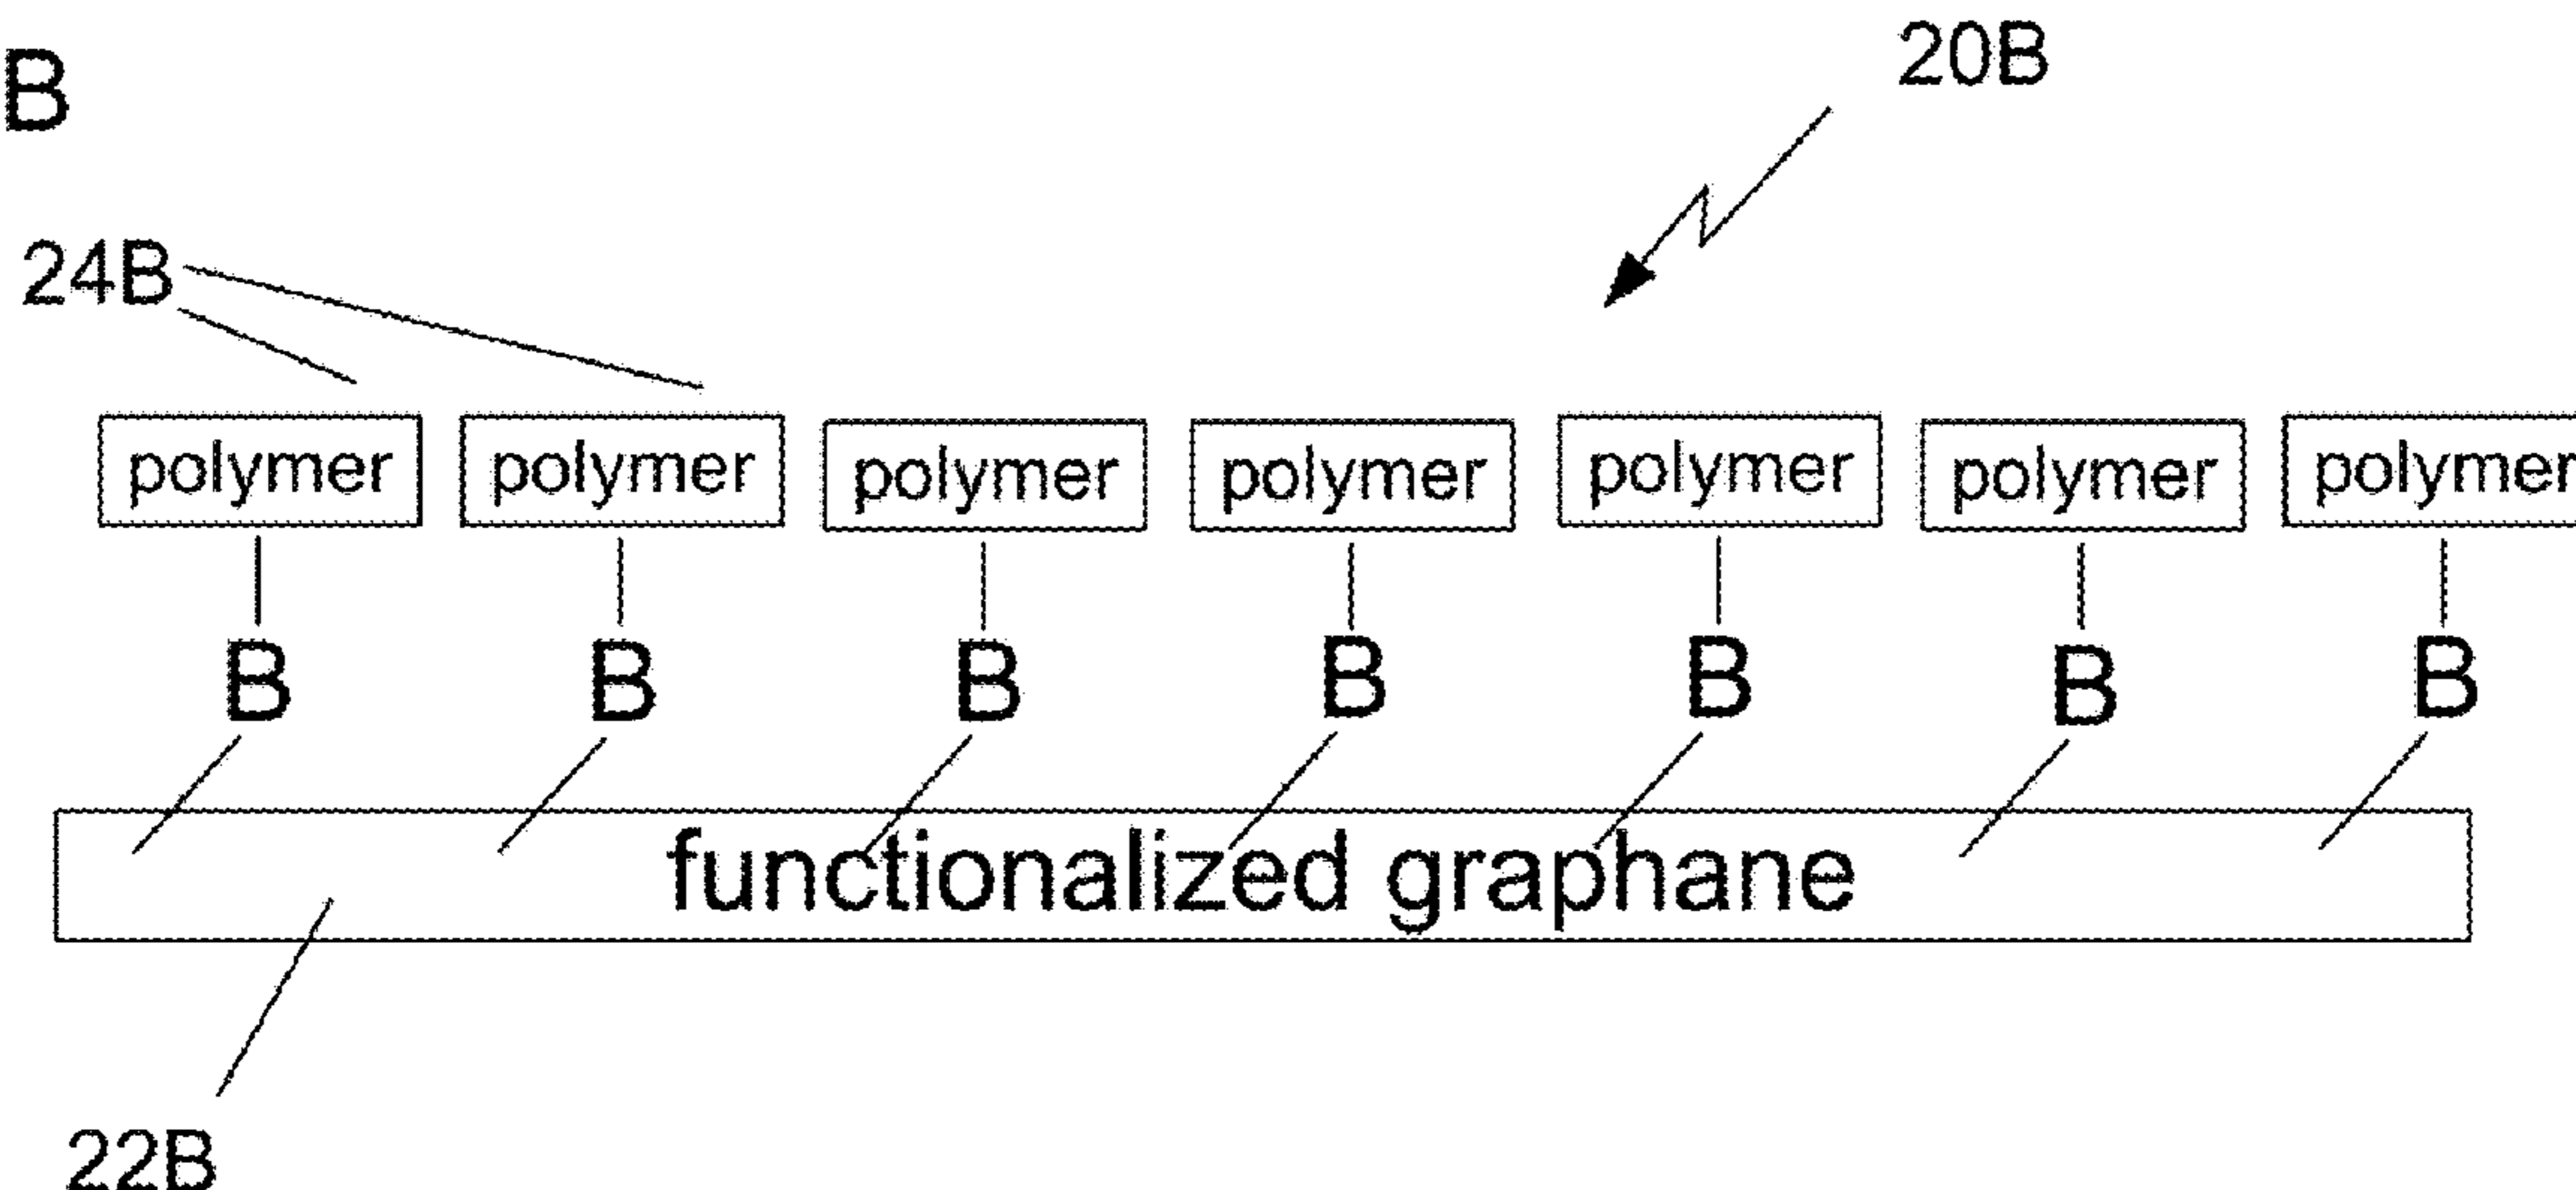 20B
B
24B
polymer polymer polymer polymer polymer polymer polymer
B B B B B B B
functionalized graphane
22B